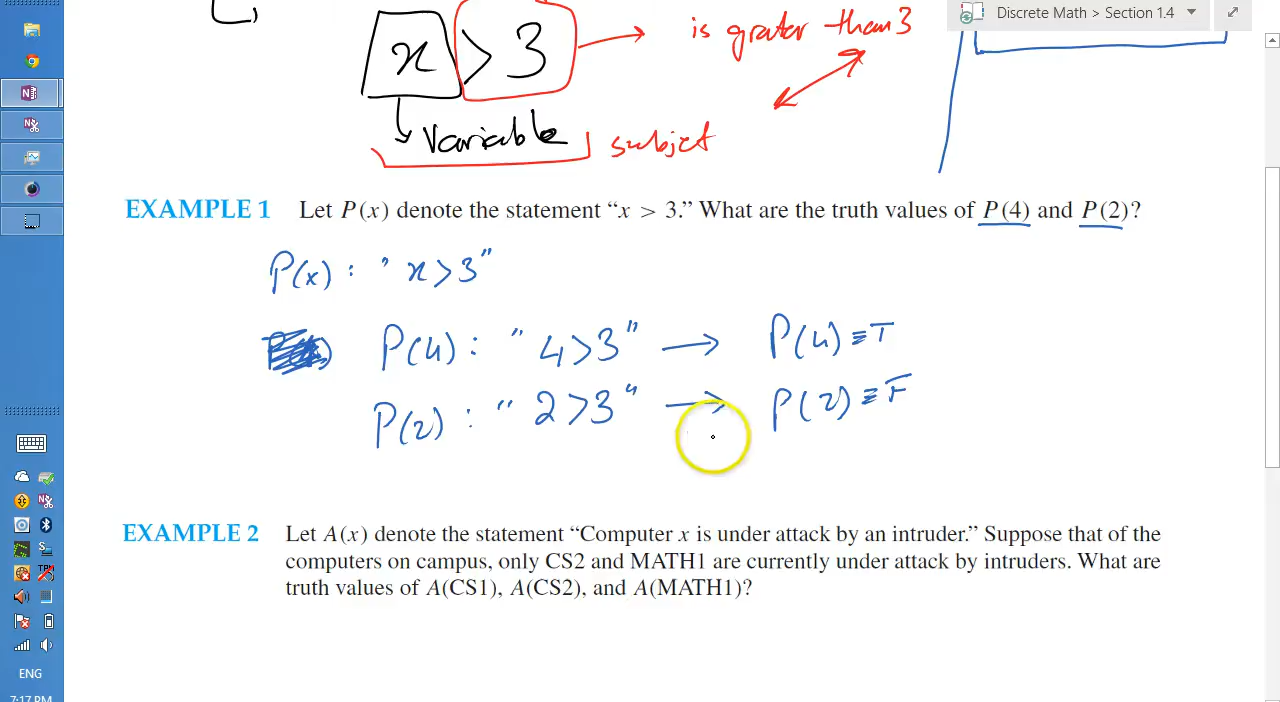 Discrete Math > Section 1.4
x > 3
is grater than 3
variable
subject
EXAMPLE 1 Let P(x) denote the statement “x > 3.” What are the truth values of P(4) and P(2)?
P(x) : " x>3"
P(4) : " 4>3" → P(4) ≡ T
P(2) : " 2>3" → P(2) ≡ F
EXAMPLE 2 Let A(x) denote the statement “Computer x is under attack by an intruder.” Suppose that of the
computers on campus, only CS2 and MATH1 are currently under attack by intruders. What are
truth values of A(CS1), A(CS2), and A(MATH1)?
ENG
7:17 PM